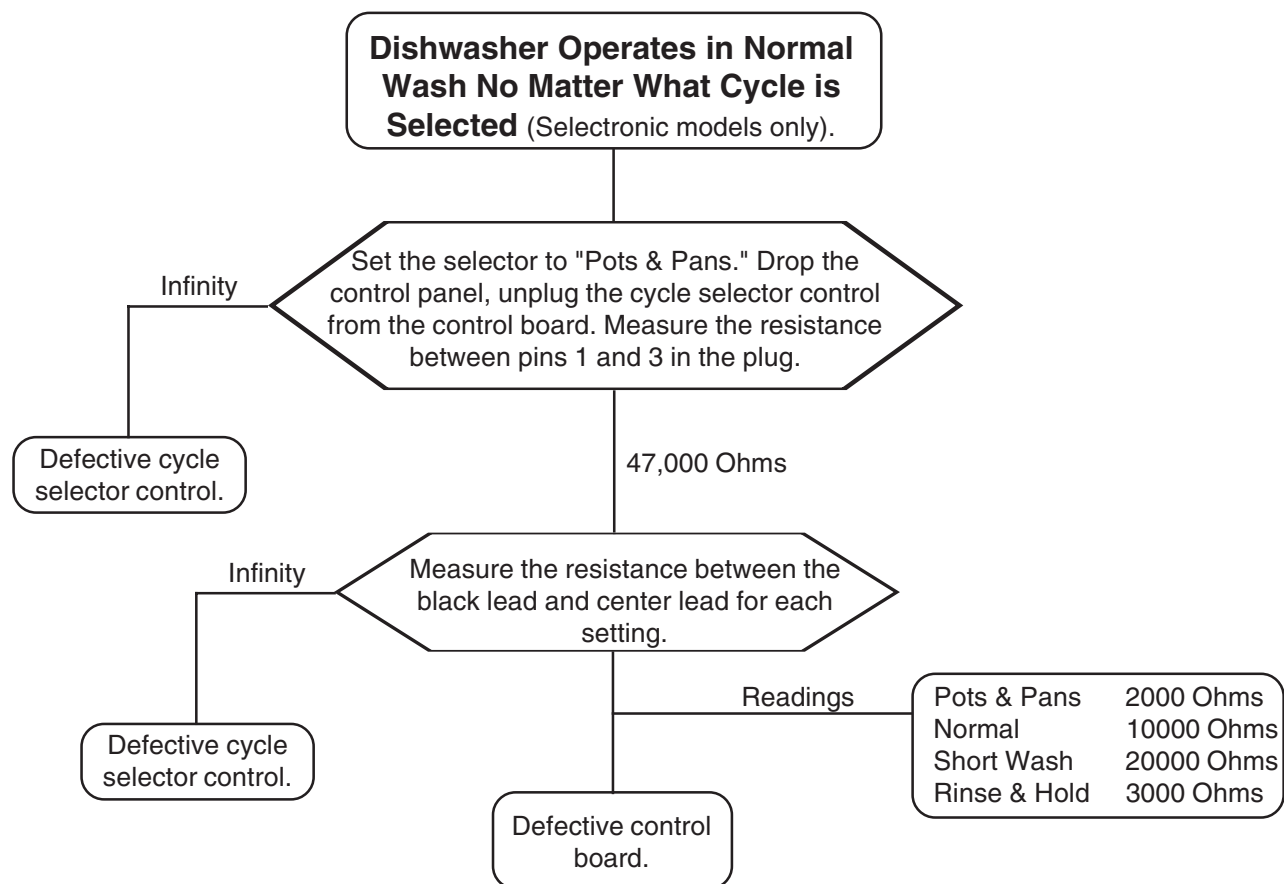 Dishwasher Operates in Normal
Wash No Matter What Cycle is
Selected (Selectronic models only).
Infinity
Set the selector to "Pots & Pans." Drop the
control panel, unplug the cycle selector control
from the control board. Measure the resistance
between pins 1 and 3 in the plug.
Defective cycle
selector control.
47,000 Ohms
Infinity
Measure the resistance between the
black lead and center lead for each
setting.
Readings
Pots & Pans 2000 Ohms
Normal 10000 Ohms
Short Wash 20000 Ohms
Rinse & Hold 3000 Ohms
Defective cycle
selector control.
Defective control
board.